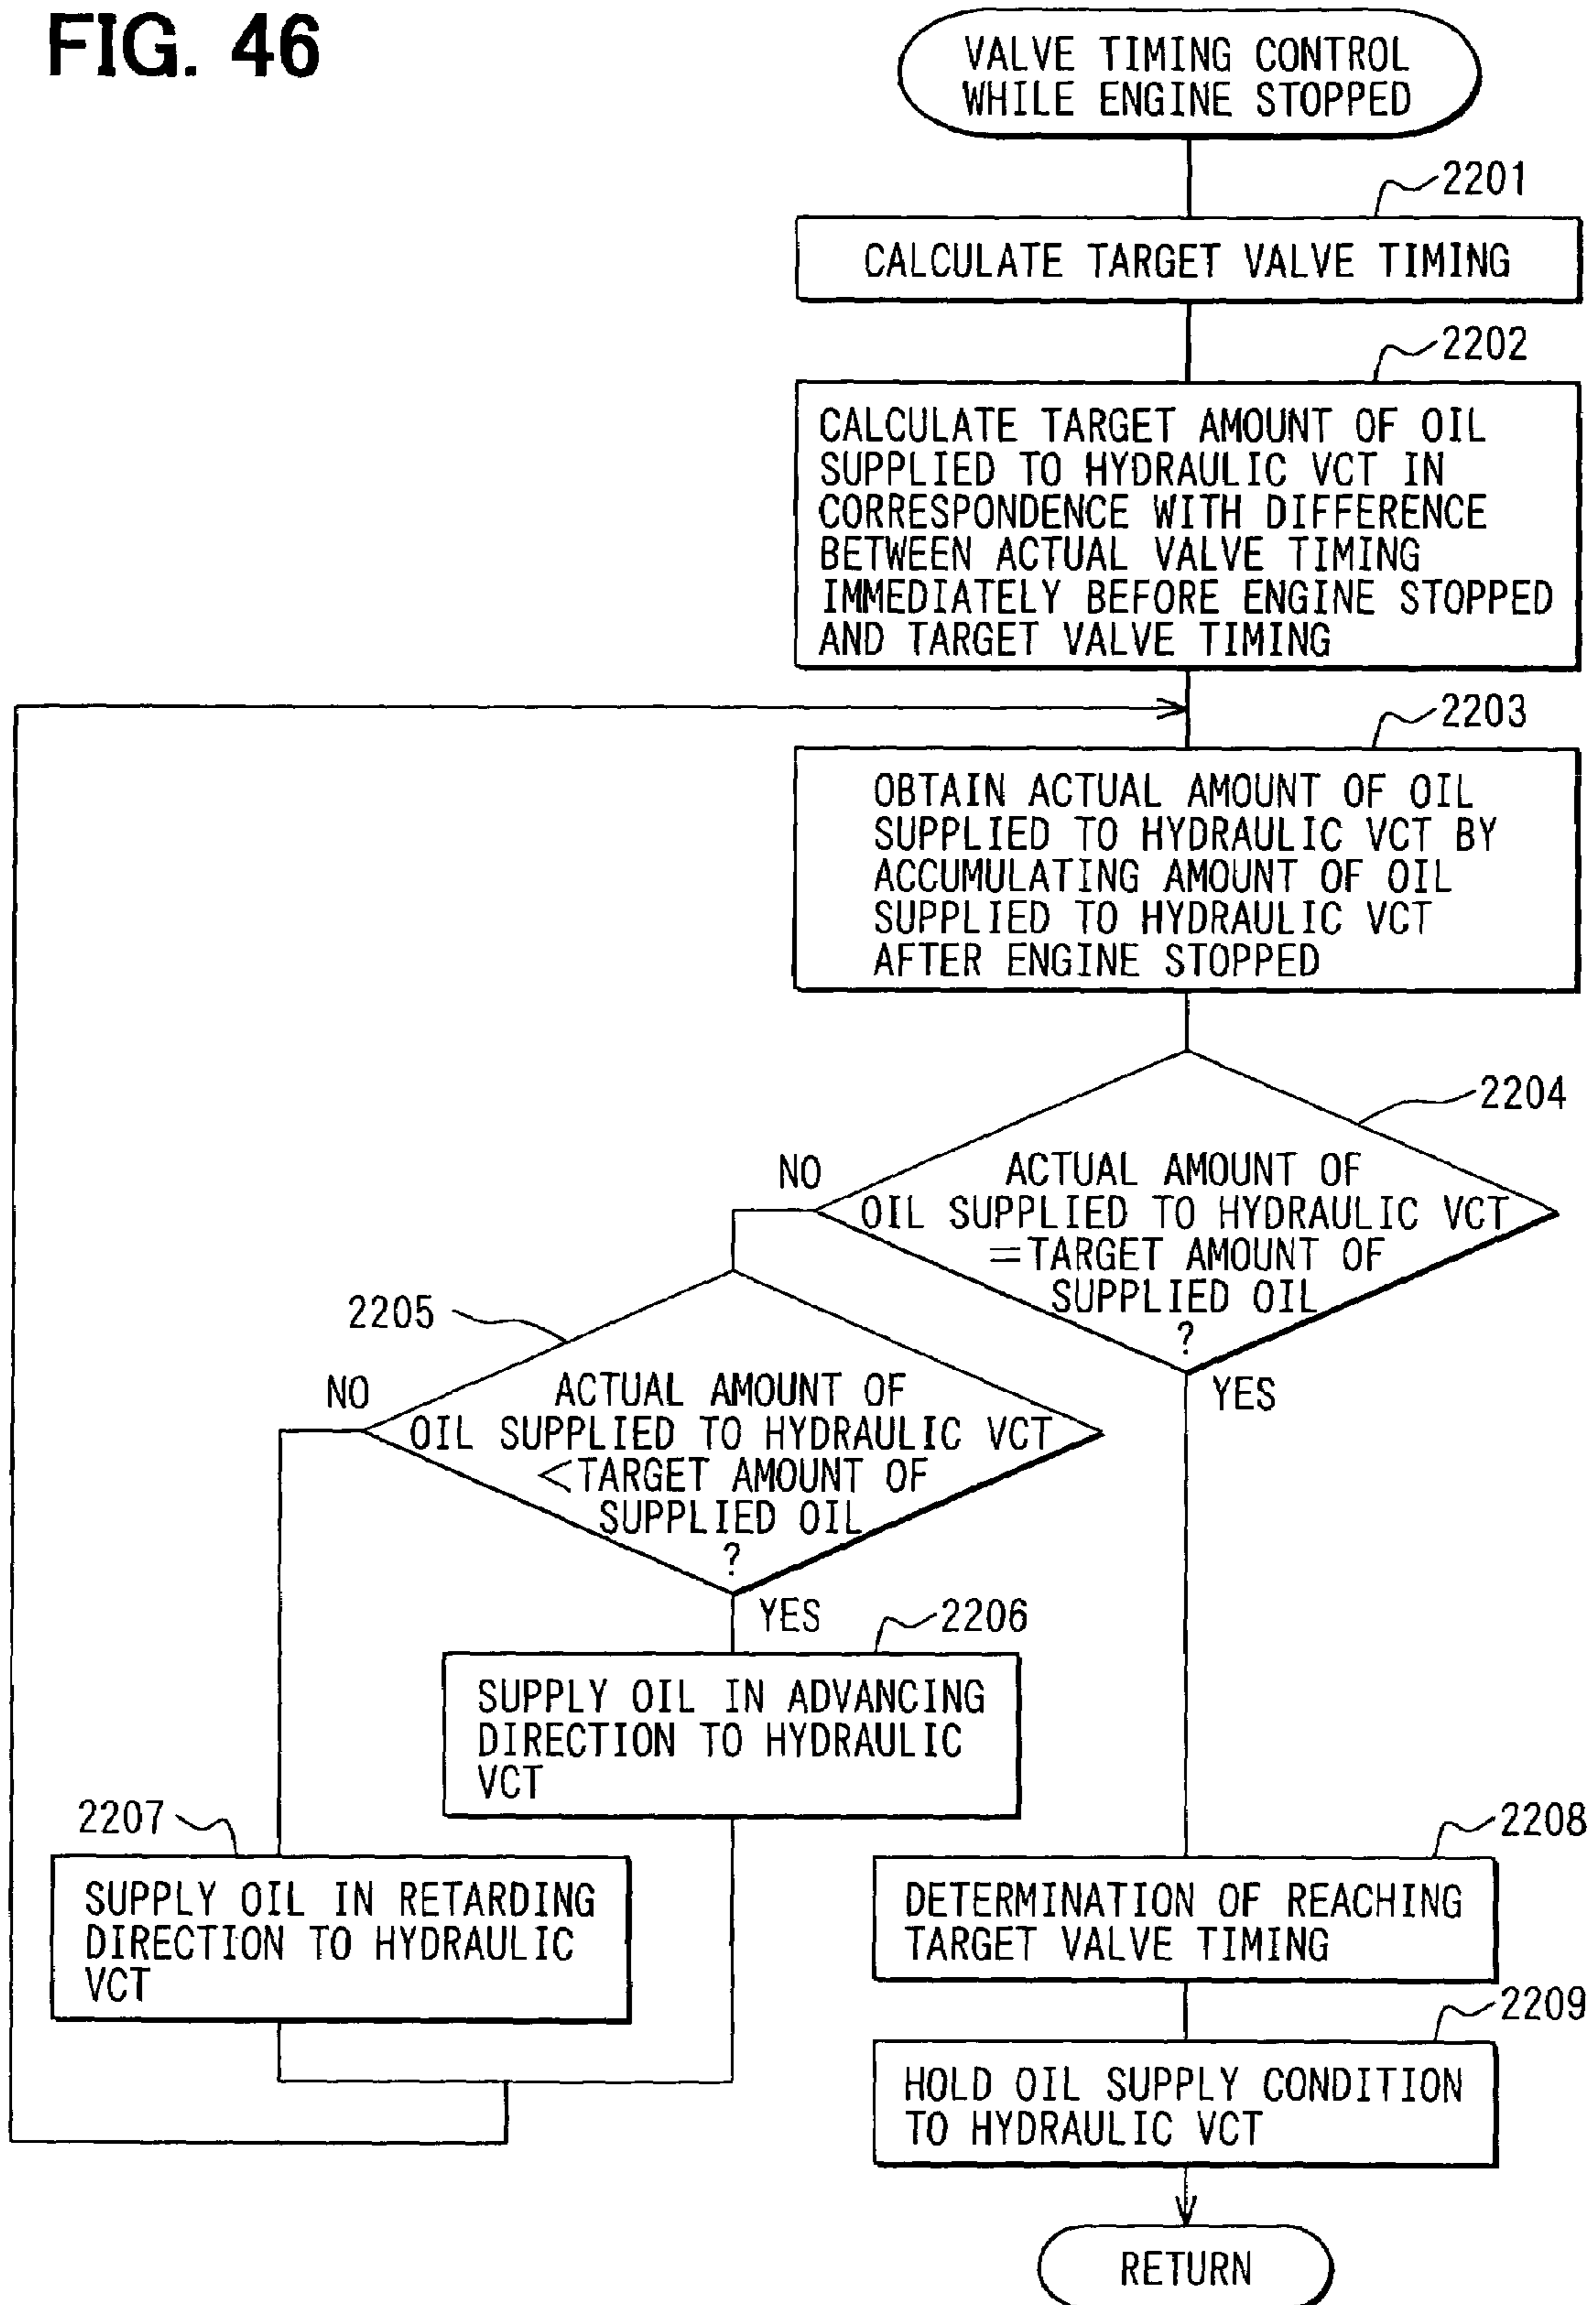 FIG. 46
VALVE TIMING CONTROL
WHILE ENGINE STOPPED
2201
CALCULATE TARGET VALVE TIMING
2202
CALCULATE TARGET AMOUNT OF OIL
SUPPLIED TO HYDRAULIC VCT IN
CORRESPONDENCE WITH DIFFERENCE
BETWEEN ACTUAL VALVE TIMING
IMMEDIATELY BEFORE ENGINE STOPPED
AND TARGET VALVE TIMING
2203
OBTAIN ACTUAL AMOUNT OF OIL
SUPPLIED TO HYDRAULIC VCT BY
ACCUMULATING AMOUNT OF OIL
SUPPLIED TO HYDRAULIC VCT
AFTER ENGINE STOPPED
2204
NO
ACTUAL AMOUNT OF
OIL SUPPLIED TO HYDRAULIC VCT
=TARGET AMOUNT OF
SUPPLIED OIL
?
YES
2205
NO
ACTUAL AMOUNT OF
OIL SUPPLIED TO HYDRAULIC VCT
<TARGET AMOUNT OF
SUPPLIED OIL
?
YES
2206
SUPPLY OIL IN ADVANCING
DIRECTION TO HYDRAULIC
VCT
2207
SUPPLY OIL IN RETARDING
DIRECTION TO HYDRAULIC
VCT
2208
DETERMINATION OF REACHING
TARGET VALVE TIMING
2209
HOLD OIL SUPPLY CONDITION
TO HYDRAULIC VCT
RETURN